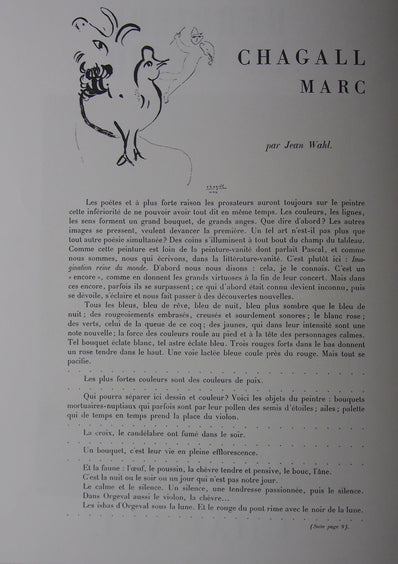 CHAGALL
MARC
par Jean Wahl.
Les poètes et à plus forte raison les prosateurs auront toujours sur le peintre
cette infériorité de ne pouvoir avoir tout dit en même temps. Les couleurs, les lignes,
les sens forment un grand bouquet, de grands anges. Que dire d'abord ? Les autres
images se pressent, veulent devancer la première. Un tel art n'est-il pas plus que
tout autre poésie simultanée ? Des coins s'illuminent à tout bout du champ du tableau.
Comme cette peinture est loin de la peinture-vanité dont parlait Pascal, et comme
nous sommes, nous qui écrivons, dans la littérature-vanité. C'est plutôt ici : Ima-
gination reine du monde. D'abord nous nous disons : cela, je le connais. C'est un
« encore », comme en donnent les grands virtuoses à la fin de leur concert. Mais dans
ces encore, parfois ils se surpassent ; ce qui d'abord était connu devient inconnu, puis
se dévoile, s'éclaire et nous fait passer à des découvertes nouvelles.
Tous les bleus, bleu de rêve, bleu de nuit, bleu plus sombre que le bleu de
nuit ; des rougeoiements embrasés, creusés et sourdement sonores ; le blanc rose ;
des verts, celui de la queue de ce coq ; des jaunes, qui dans leur intensité sont une
note nouvelle ; la force des couleurs roule au pied et à la tête des personnages calmes.
Tel bouquet éclate blanc, tel astre éclate bleu. Trois rouges forts dans le bas donnent
un rose tendre dans le haut. Une voie lactée bleue coule près du rouge. Mais tout se
pacifie.
Les plus fortes couleurs sont des couleurs de paix.
Qui pourra séparer ici dessin et couleur ? Voici les objets du peintre : bouquets
mortuaires-nuptiaux qui parfois sont par leur pollen des semis d'étoiles ; ailes ; palette
qui de temps en temps prend la place du violon.
La croix, le candélabre ont fumé dans le soir.
Un bouquet, c'est leur vie en pleine efflorescence.
Et la faune : l'œuf, le poussin, la chèvre tendre et pensive, le bouc, l'âne.
C'est la nuit ou le soir ou un jour qui n'est pas notre jour.
Le calme et le silence. Un silence, une tendresse passionnée, puis le silence.
Dans Orgeval aussi le violon, la chèvre...
Les isbas d'Orgeval sous la lune. Et le rouge du pont rime avec le noir de la lune.
(Suite page 9).